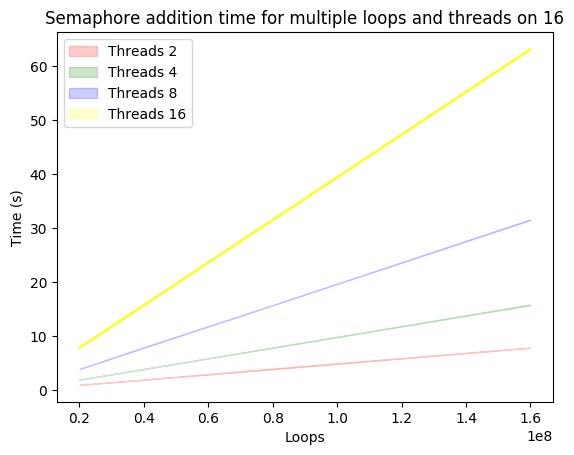 Semaphore addition time for multiple loops and threads on 16
Threads 2
Threads 4
Threads 8
Threads 16
Time (s)
60
50
40
30
20
10
0
0.2 0.4 0.6 0.8 1.0 1.2 1.4 1.6
1e8
Loops